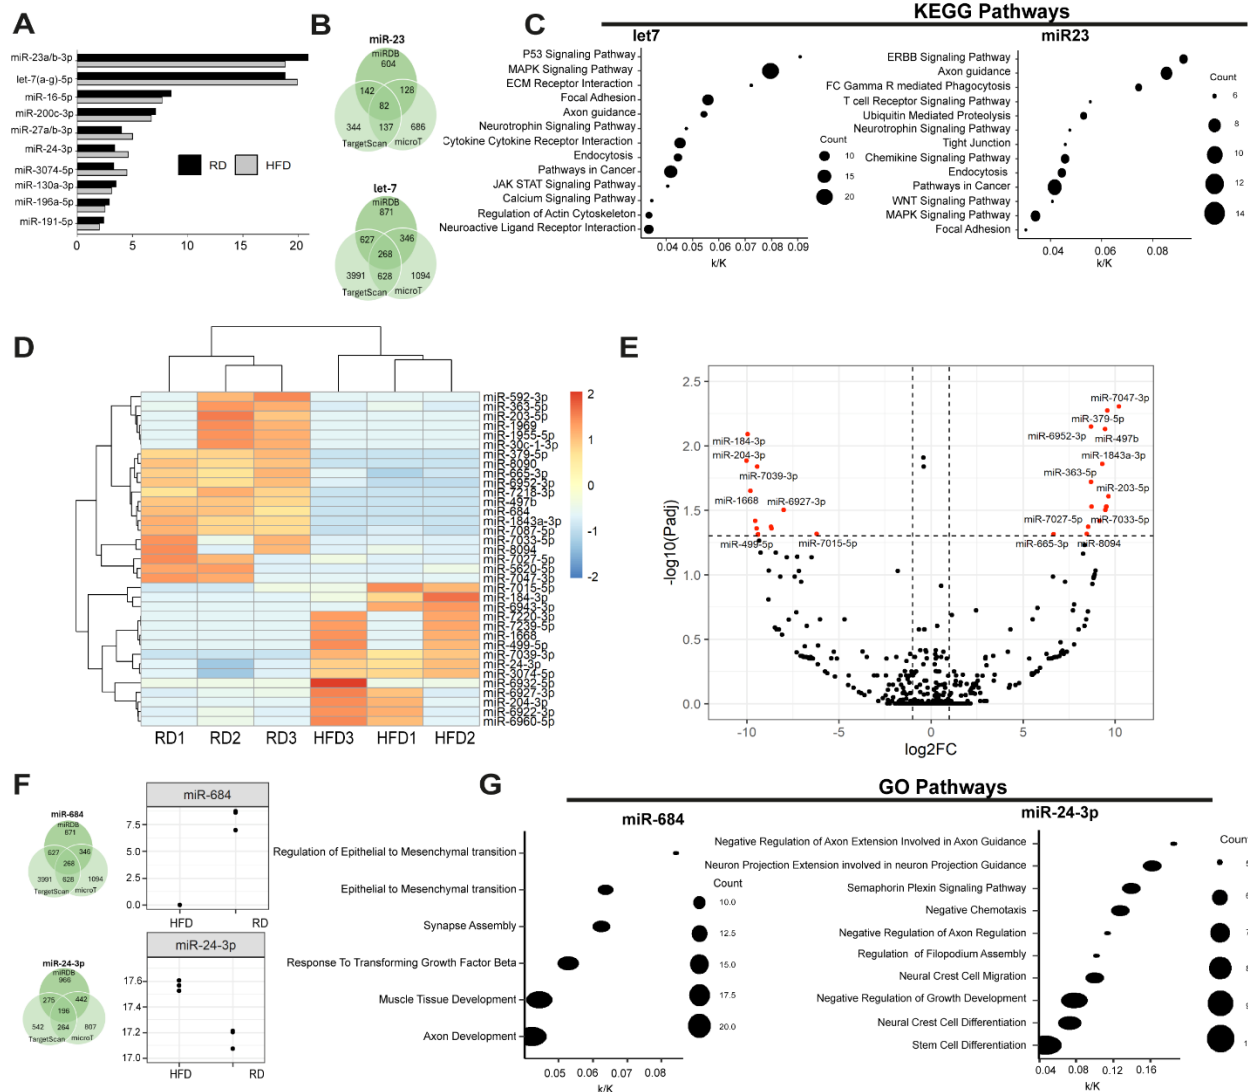 A
miR-23a/b-3p
let-7(a-g)-5p
miR-16-5p
miR-200c-3p
miR-27a/b-3p
miR-24-3p
miR-3074-5p
miR-130a-3p
miR-196a-5p
miR-191-5p
RD
HFD
0 5 10 15 20
B
miR-23
miRDB
604
142 128
82
344 137 686
TargetScan microT
let-7
miRDB
871
627 346
268
3991 628 1094
TargetScan microT
C
KEGG Pathways
let7
P53 Signaling Pathway
MAPK Signaling Pathway
ECM Receptor Interaction
Focal Adhesion
Axon guidance
Neurotrophin Signaling Pathway
Cytokine Cytokine Receptor Interaction
Endocytosis
Pathways in Cancer
JAK STAT Signaling Pathway
Calcium Signaling Pathway
Regulation of Actin Cytoskeleton
Neuroactive Ligand Receptor Interaction
Count
10
15
20
0.04 0.05 0.06 0.07 0.08 0.09
k/K
miR23
ERBB Signaling Pathway
Axon guidance
FC Gamma R mediated Phagocytosis
T cell Receptor Signaling Pathway
Ubiquitin Mediated Proteolysis
Neurotrophin Signaling Pathway
Tight Junction
Chemikine Signaling Pathway
Endocytosis
Pathways in Cancer
WNT Signaling Pathway
MAPK Signaling Pathway
Focal Adhesion
Count
6
8
10
12
14
0.04 0.06 0.08
k/K
D
miR-592-3p
miR-363-5p
miR-203-5p
miR-1969
miR-1955-5p
miR-30c-1-3p
miR-379-5p
miR-8090
miR-665-3p
miR-6952-3p
miR-7218-3p
miR-497b
miR-684
miR-1843a-3p
miR-7087-5p
miR-7033-5p
miR-8094
miR-7027-5p
miR-5620-5p
miR-7047-3p
miR-7015-5p
miR-184-3p
miR-6943-3p
miR-7220-3p
miR-7239-5p
miR-1668
miR-499-5p
miR-7039-3p
miR-24-3p
miR-3074-5p
miR-6932-5p
miR-6927-3p
miR-204-3p
miR-6922-3p
miR-6960-5p
RD1 RD2 RD3 HFD3 HFD1 HFD2
2
1
0
-1
-2
E
2.5
2.0
1.5
1.0
0.5
0.0
-log10(Padj)
miR-7047-3p
miR-379-5p
miR-6952-3p miR-497b
miR-184-3p
miR-204-3p miR-1843a-3p
miR-7039-3p miR-363-5p
miR-203-5p
miR-1668 miR-6927-3p
miR-7027-5p miR-7033-5p
miR-499-5p miR-7015-5p miR-665-3p miR-8094
-10 -5 0 5 10
log2FC
F
miR-684
miRDB
871
627 346
268
3991 628 1094
TargetScan microT
miR-684
7.5
5.0
2.5
0.0
HFD RD
miR-24-3p
miRDB
966
275 442
196
542 264 807
TargetScan microT
miR-24-3p
17.6
17.4
17.2
17.0
HFD RD
G
GO Pathways
miR-684
Regulation of Epithelial to Mesenchymal transition
Epithelial to Mesenchymal transition
Synapse Assembly
Response To Transforming Growth Factor Beta
Muscle Tissue Development
Axon Development
Count
10.0
12.5
15.0
17.5
20.0
0.05 0.06 0.07 0.08
k/K
miR-24-3p
Negative Regulation of Axon Extension Involved in Axon Guidance
Neuron Projection Extension involved in neuron Projection Guidance
Semaphorin Plexin Signaling Pathway
Negative Chemotaxis
Negative Regulation of Axon Regulation
Regulation of Filopodium Assembly
Neural Crest Cell Migration
Negative Regulation of Growth Development
Neural Crest Cell Differentiation
Stem Cell Differentiation
0.04 0.08 0.12 0.16
k/K